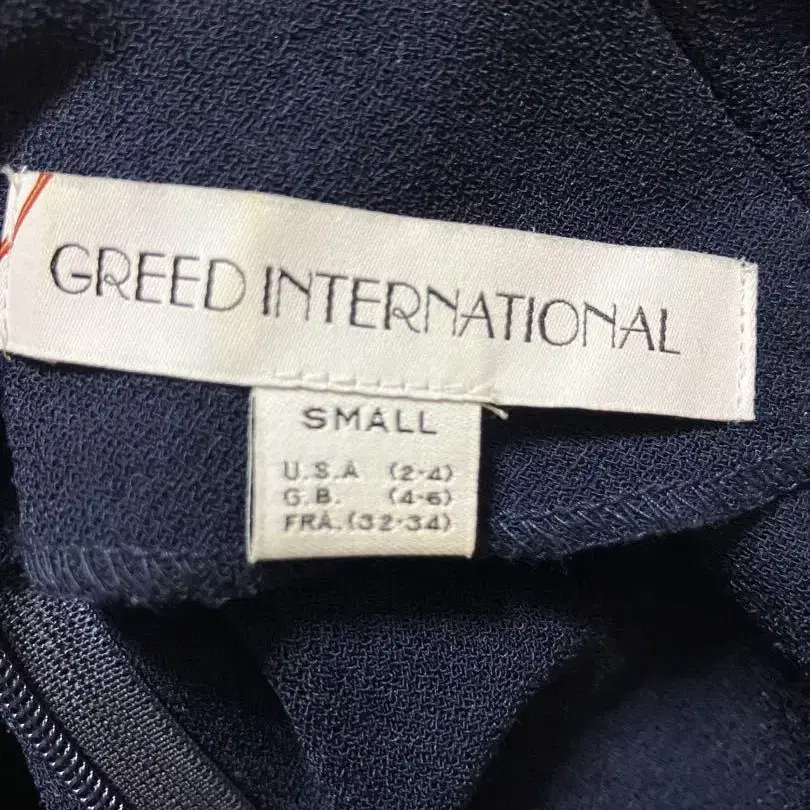 GREED INTERNATIONAL
SMALL
U.S.A (2-4)
G.B. (4-6)
FRA.(32-34)